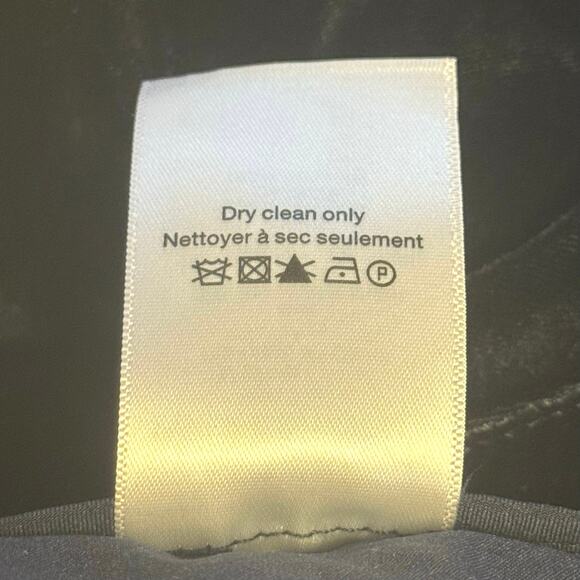 Dry clean only
Nettoyer à sec seulement
P